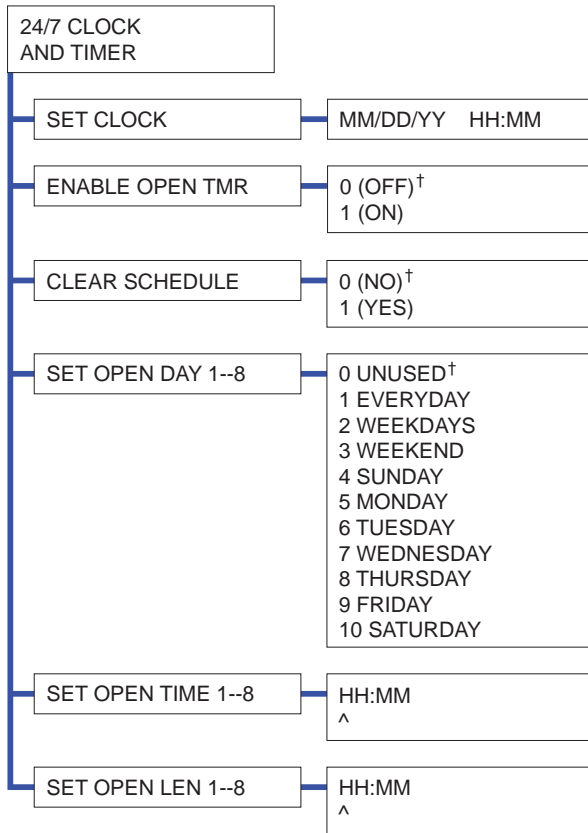 24/7 CLOCK
AND TIMER
SET CLOCK
MM/DD/YY HH:MM
ENABLE OPEN TMR
0 (OFF)†
1 (ON)
CLEAR SCHEDULE
0 (NO)†
1 (YES)
SET OPEN DAY 1--8
0 UNUSED†
1 EVERYDAY
2 WEEKDAYS
3 WEEKEND
4 SUNDAY
5 MONDAY
6 TUESDAY
7 WEDNESDAY
8 THURSDAY
9 FRIDAY
10 SATURDAY
SET OPEN TIME 1--8
HH:MM
^
SET OPEN LEN 1--8
HH:MM
^